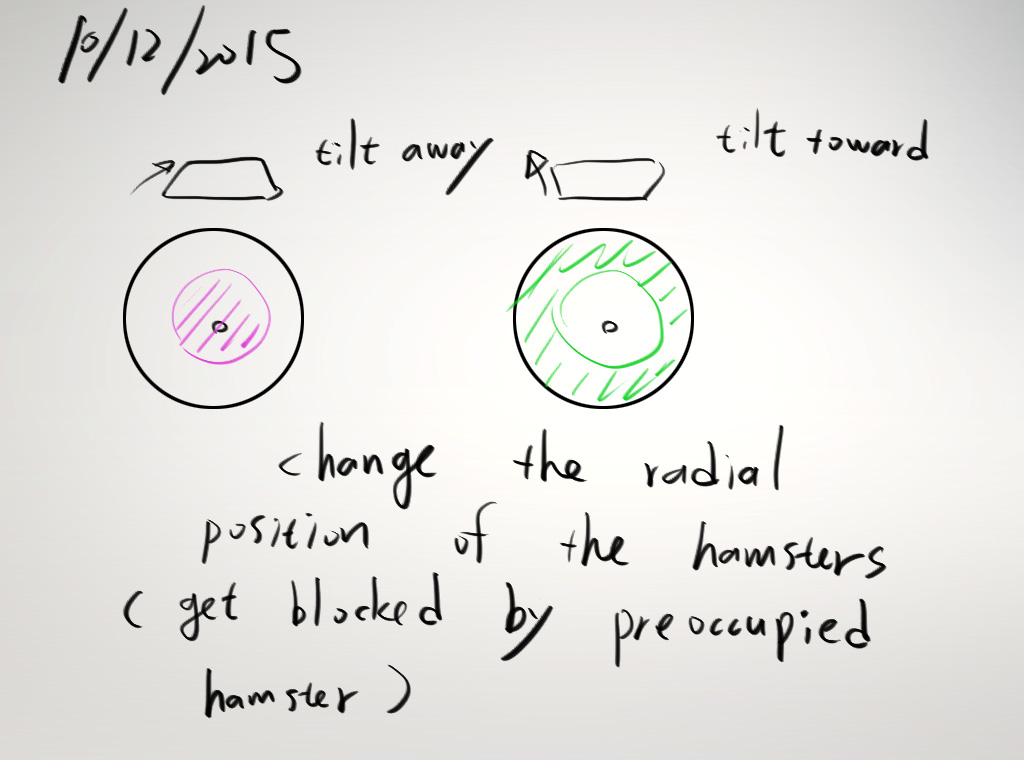 10/12/2015
tilt away
tilt toward
change the radial
position of the hamsters
( get blocked by preoccupied
hamster )